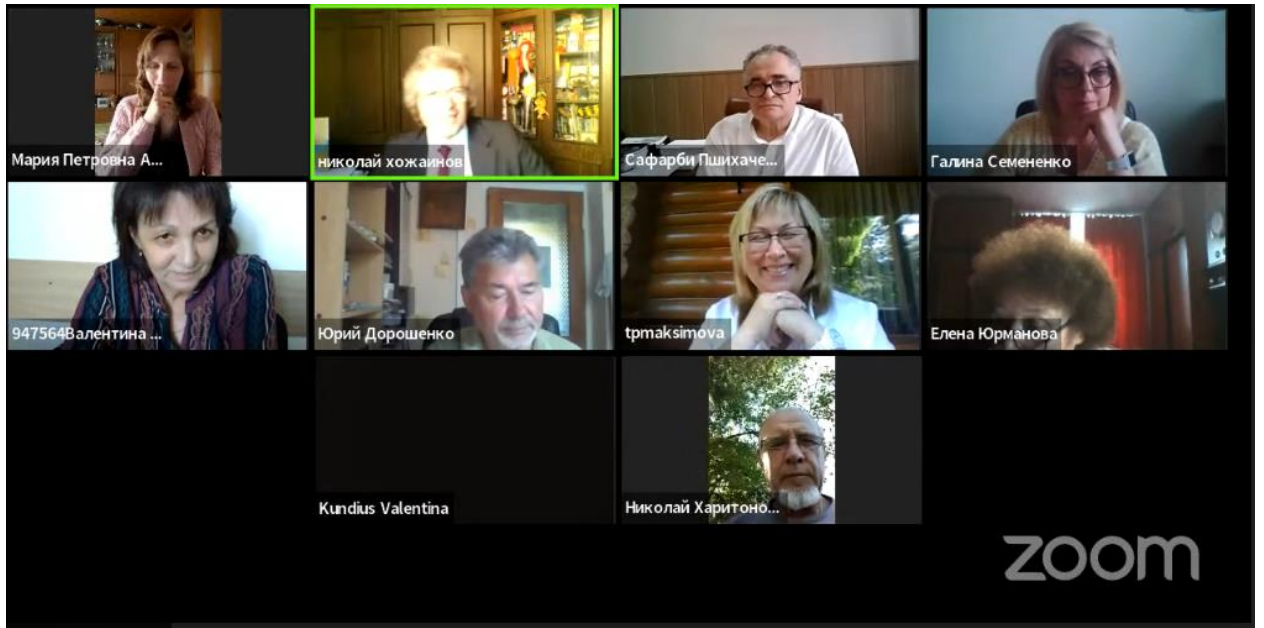 Мария Петровна А...
николай хожаинов
Сафарби Пшихаче...
Галина Семененко
947564Валентина ...
Юрий Дорошенко
tpmaksimova
Елена Юрманова
Kundius Valentina
Николай Харитоно...
zoom